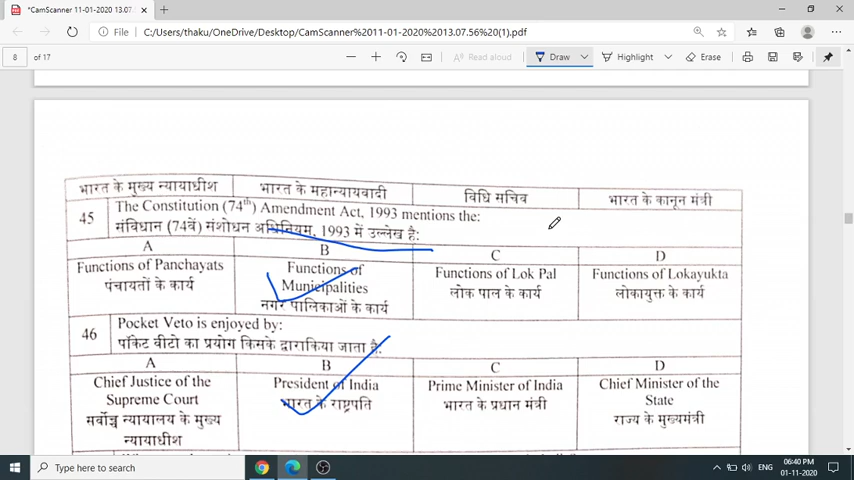 *CamScanner 11-01-2020 13.07.5
File C:/Users/thaku/OneDrive/Desktop/CamScanner%2011-01-2020%2013.07.56%20(1).pdf
8 of 17 Read aloud Draw Highlight Erase
भारत के मुख्य न्यायाधीश भारत के महान्यायवादी विधि सचिव भारत के कानून मंत्री
45 The Constitution (74th) Amendment Act, 1993 mentions the:
संविधान (74वें) संशोधन अधिनियम, 1993 में उल्लेख है:
A B C D
Functions of Panchayats Functions of Functions of Lok Pal Functions of Lokayukta
पंचायतों के कार्य Municipalities लोक पाल के कार्य लोकायुक्त के कार्य
नगर पालिकाओं के कार्य
46 Pocket Veto is enjoyed by:
पॉकेट वीटो का प्रयोग किसके द्वाराकिया जाता है:
A B C D
Chief Justice of the President of India Prime Minister of India Chief Minister of the
Supreme Court भारत के राष्ट्रपति भारत के प्रधान मंत्री State
सर्वोच्च न्यायालय के मुख्य राज्य के मुख्यमंत्री
न्यायाधीश
Type here to search ENG 06:40 PM
01-11-2020